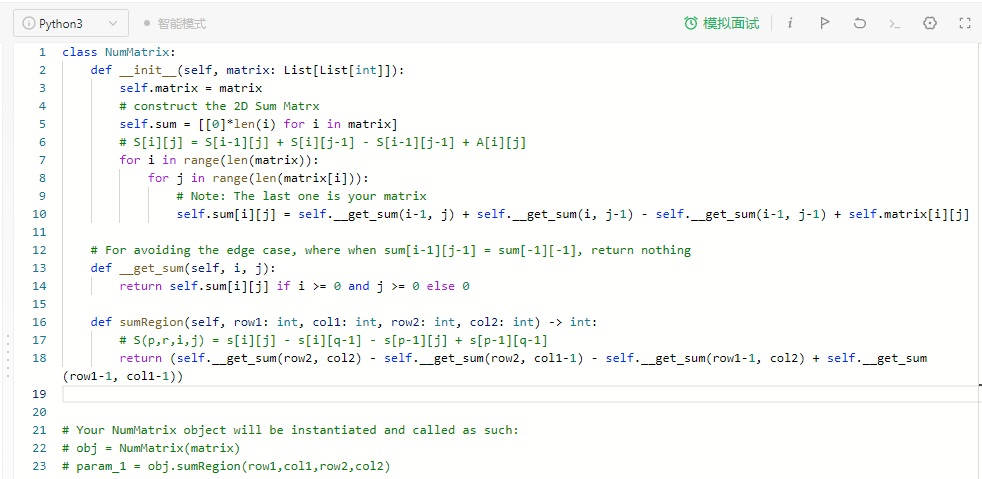 Python3 智能模式 模拟面试
1 class NumMatrix:
2 def __init__(self, matrix: List[List[int]]):
3 self.matrix = matrix
4 # construct the 2D Sum Matrx
5 self.sum = [[0]*len(i) for i in matrix]
6 # S[i][j] = S[i-1][j] + S[i][j-1] - S[i-1][j-1] + A[i][j]
7 for i in range(len(matrix)):
8 for j in range(len(matrix[i])):
9 # Note: The last one is your matrix
10 self.sum[i][j] = self.__get_sum(i-1, j) + self.__get_sum(i, j-1) - self.__get_sum(i-1, j-1) + self.matrix[i][j]
11
12 # For avoiding the edge case, where when sum[i-1][j-1] = sum[-1][-1], return nothing
13 def __get_sum(self, i, j):
14 return self.sum[i][j] if i >= 0 and j >= 0 else 0
15
16 def sumRegion(self, row1: int, col1: int, row2: int, col2: int) -> int:
17 # S(p,r,i,j) = s[i][j] - s[i][q-1] - s[p-1][j] + s[p-1][q-1]
18 return (self.__get_sum(row2, col2) - self.__get_sum(row2, col1-1) - self.__get_sum(row1-1, col2) + self.__get_sum
(row1-1, col1-1))
19
20
21 # Your NumMatrix object will be instantiated and called as such:
22 # obj = NumMatrix(matrix)
23 # param_1 = obj.sumRegion(row1,col1,row2,col2)